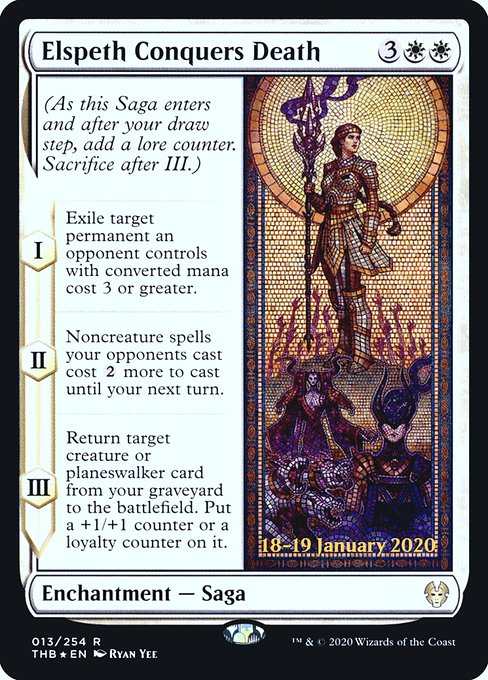 Elspeth Conquers Death 3
(As this Saga enters
and after your draw
step, add a lore counter.
Sacrifice after III.)
I
Exile target
permanent an
opponent controls
with converted mana
cost 3 or greater.
II
Noncreature spells
your opponents cast
cost 2 more to cast
until your next turn.
III
Return target
creature or
planeswalker card
from your graveyard
to the battlefield. Put
a +1/+1 counter or a
loyalty counter on it.
18–19 January 2020
Enchantment — Saga
013/254 R
THB ★ EN Ryan Yee
™ & © 2020 Wizards of the Coast